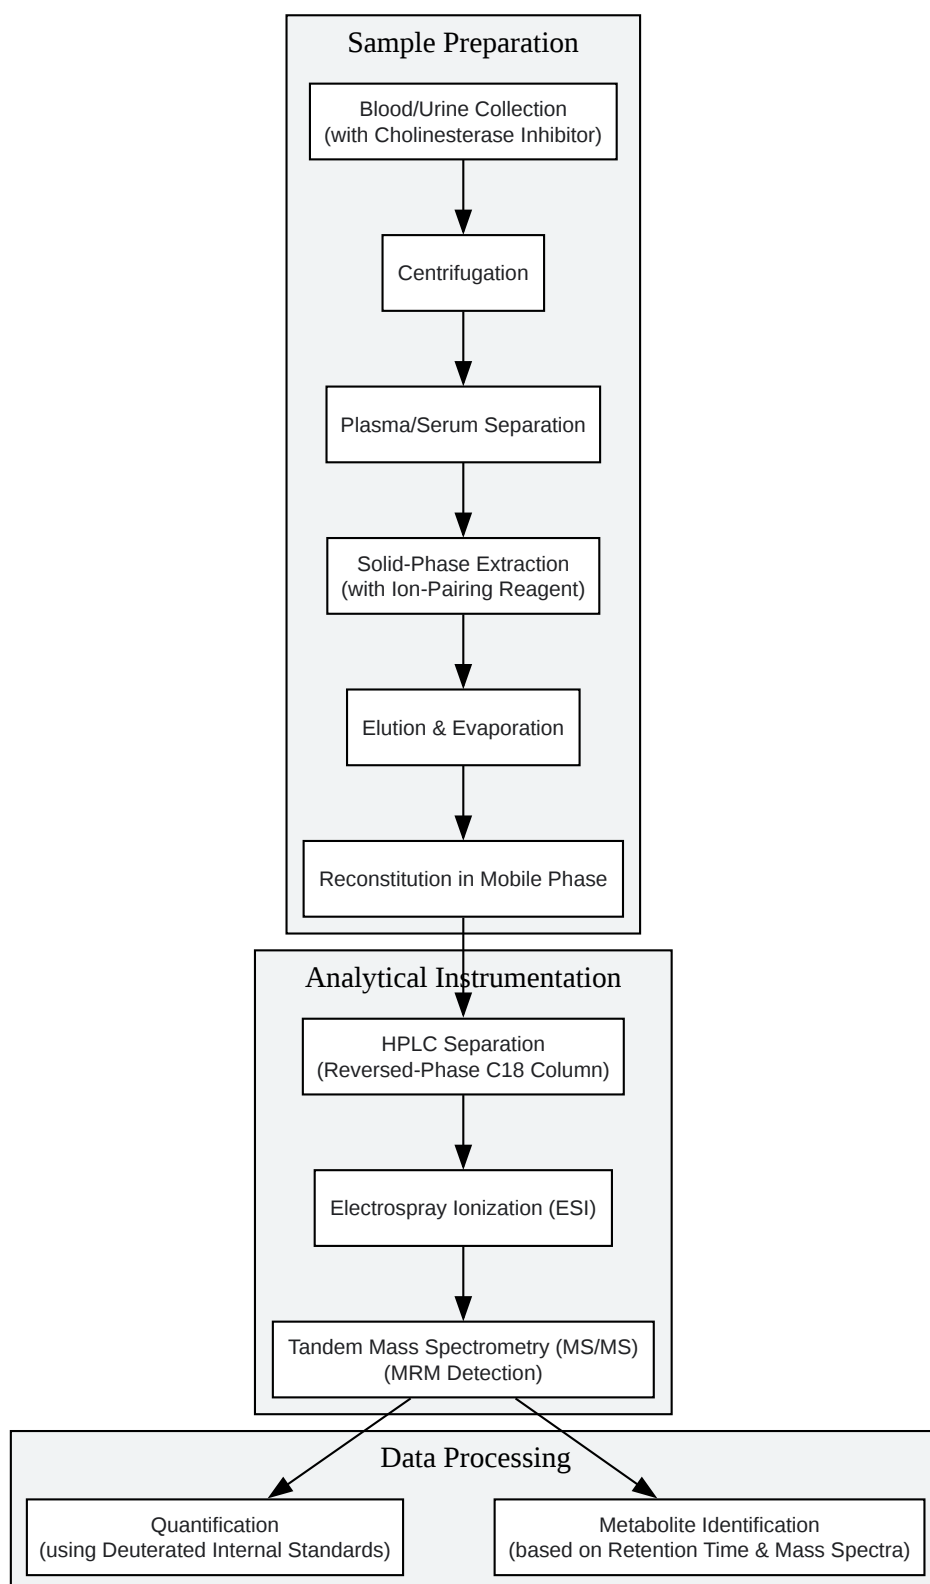 Sample Preparation
Blood/Urine Collection
(with Cholinesterase Inhibitor)
Centrifugation
Plasma/Serum Separation
Solid-Phase Extraction
(with Ion-Pairing Reagent)
Elution & Evaporation
Reconstitution in Mobile Phase
Analytical Instrumentation
HPLC Separation
(Reversed-Phase C18 Column)
Electrospray Ionization (ESI)
Tandem Mass Spectrometry (MS/MS)
(MRM Detection)
Data Processing
Quantification
(using Deuterated Internal Standards)
Metabolite Identification
(based on Retention Time & Mass Spectra)